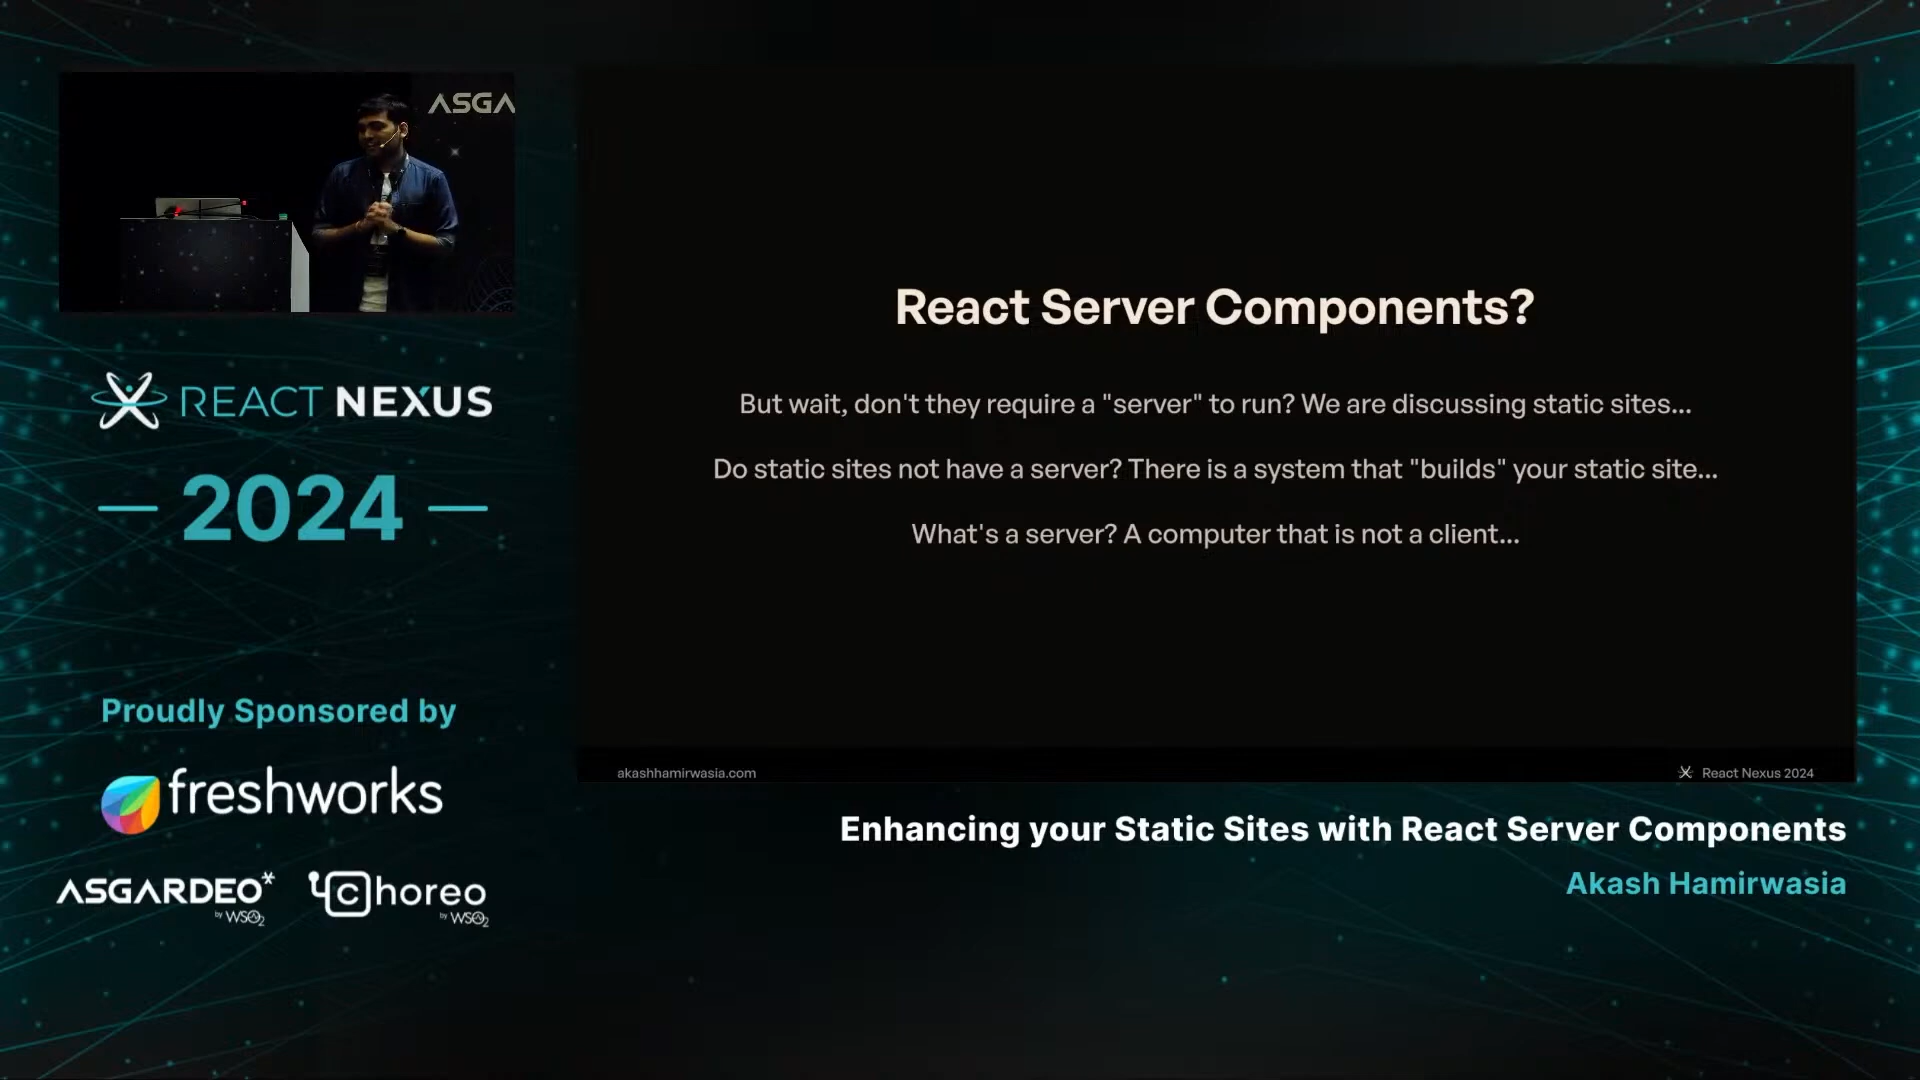 ASGA
REACT NEXUS
2024
Proudly Sponsored by
freshworks
ASGARDEO
by WSO2
choreo
by WSO2
React Server Components?
But wait, don't they require a "server" to run? We are discussing static sites...
Do static sites not have a server? There is a system that "builds" your static site...
What's a server? A computer that is not a client...
akashhamirwasia.com
React Nexus 2024
Enhancing your Static Sites with React Server Components
Akash Hamirwasia